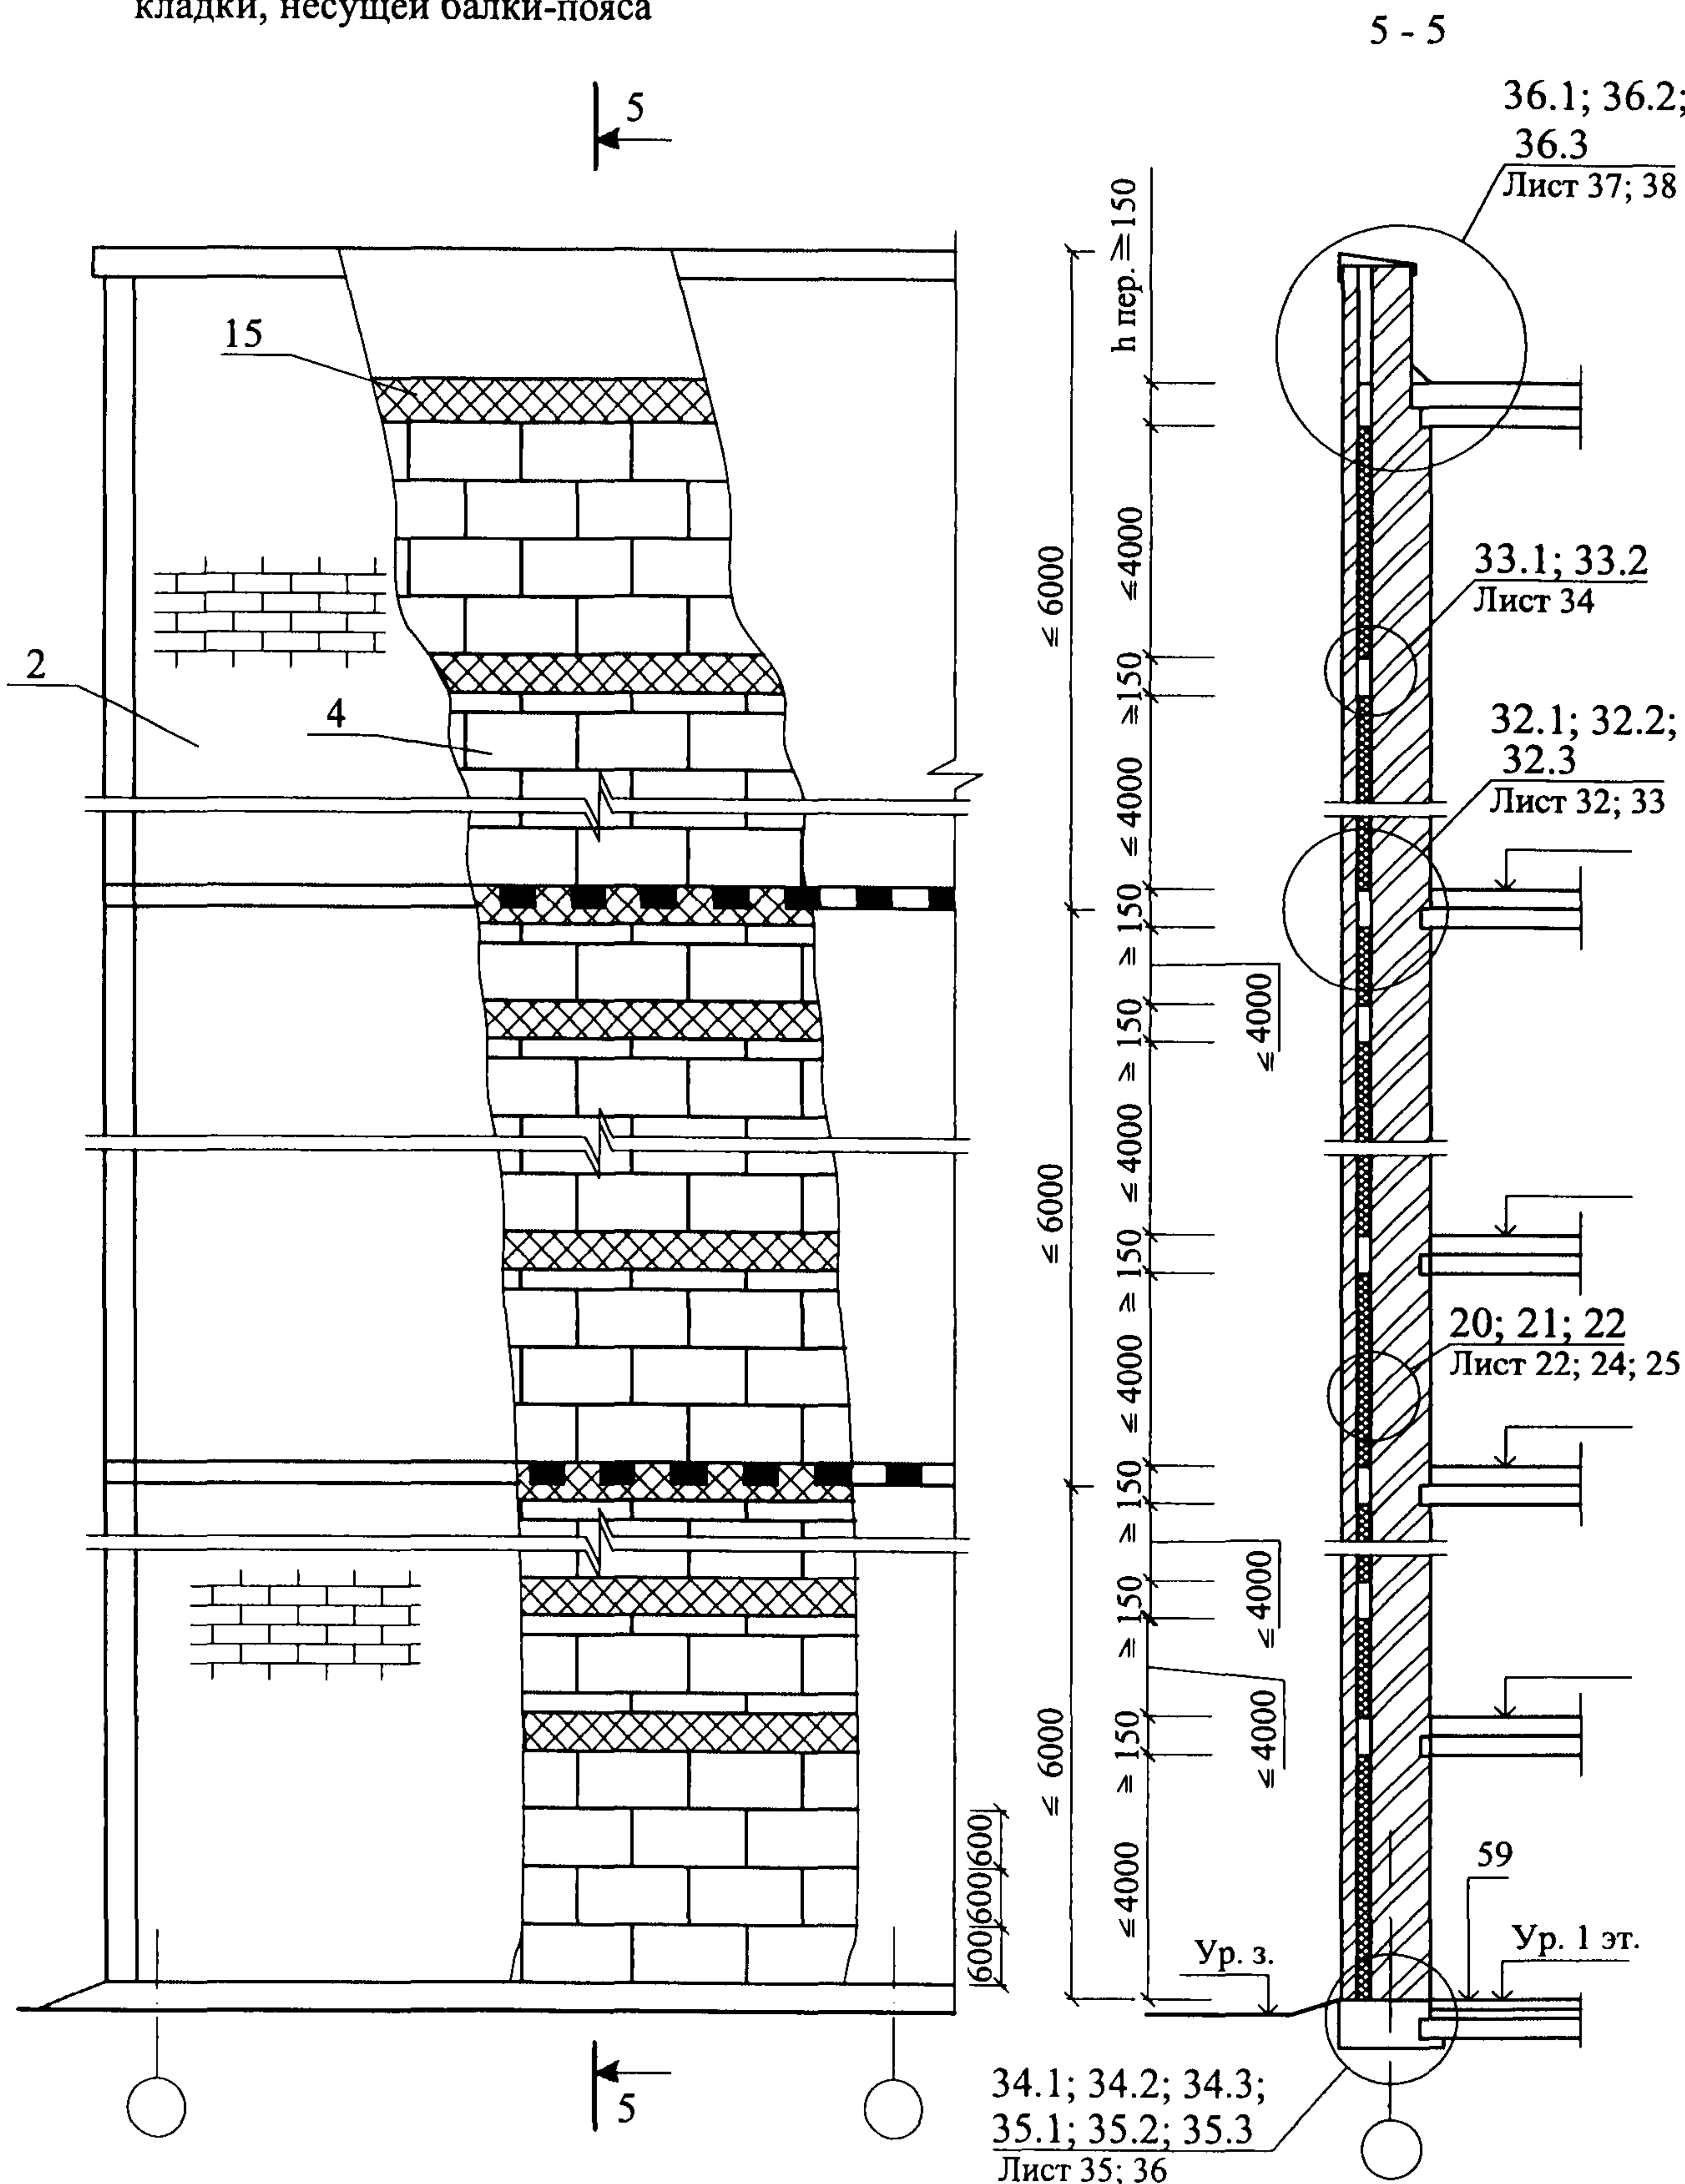 кладки, несущей балки-пояса
5 - 5
5
36.1; 36.2;
36.3
Лист 37; 38
h пер. ≥ 150
15
≤ 6000
≤4000
33.1; 33.2
Лист 34
2
4
≥ 150
32.1; 32.2;
32.3
Лист 32; 33
≤ 4000
≥ 150
≤ 4000
≥ 150
≤ 6000
≤ 4000
≥ 150
20; 21; 22
Лист 22; 24; 25
≤ 4000
≥ 150
≤ 4000
≥ 150
≤ 4000
≤ 6000
≥ 150
≤4000
600
600
600
59
Ур. з.
Ур. 1 эт.
5
34.1; 34.2; 34.3;
35.1; 35.2; 35.3
Лист 35; 36